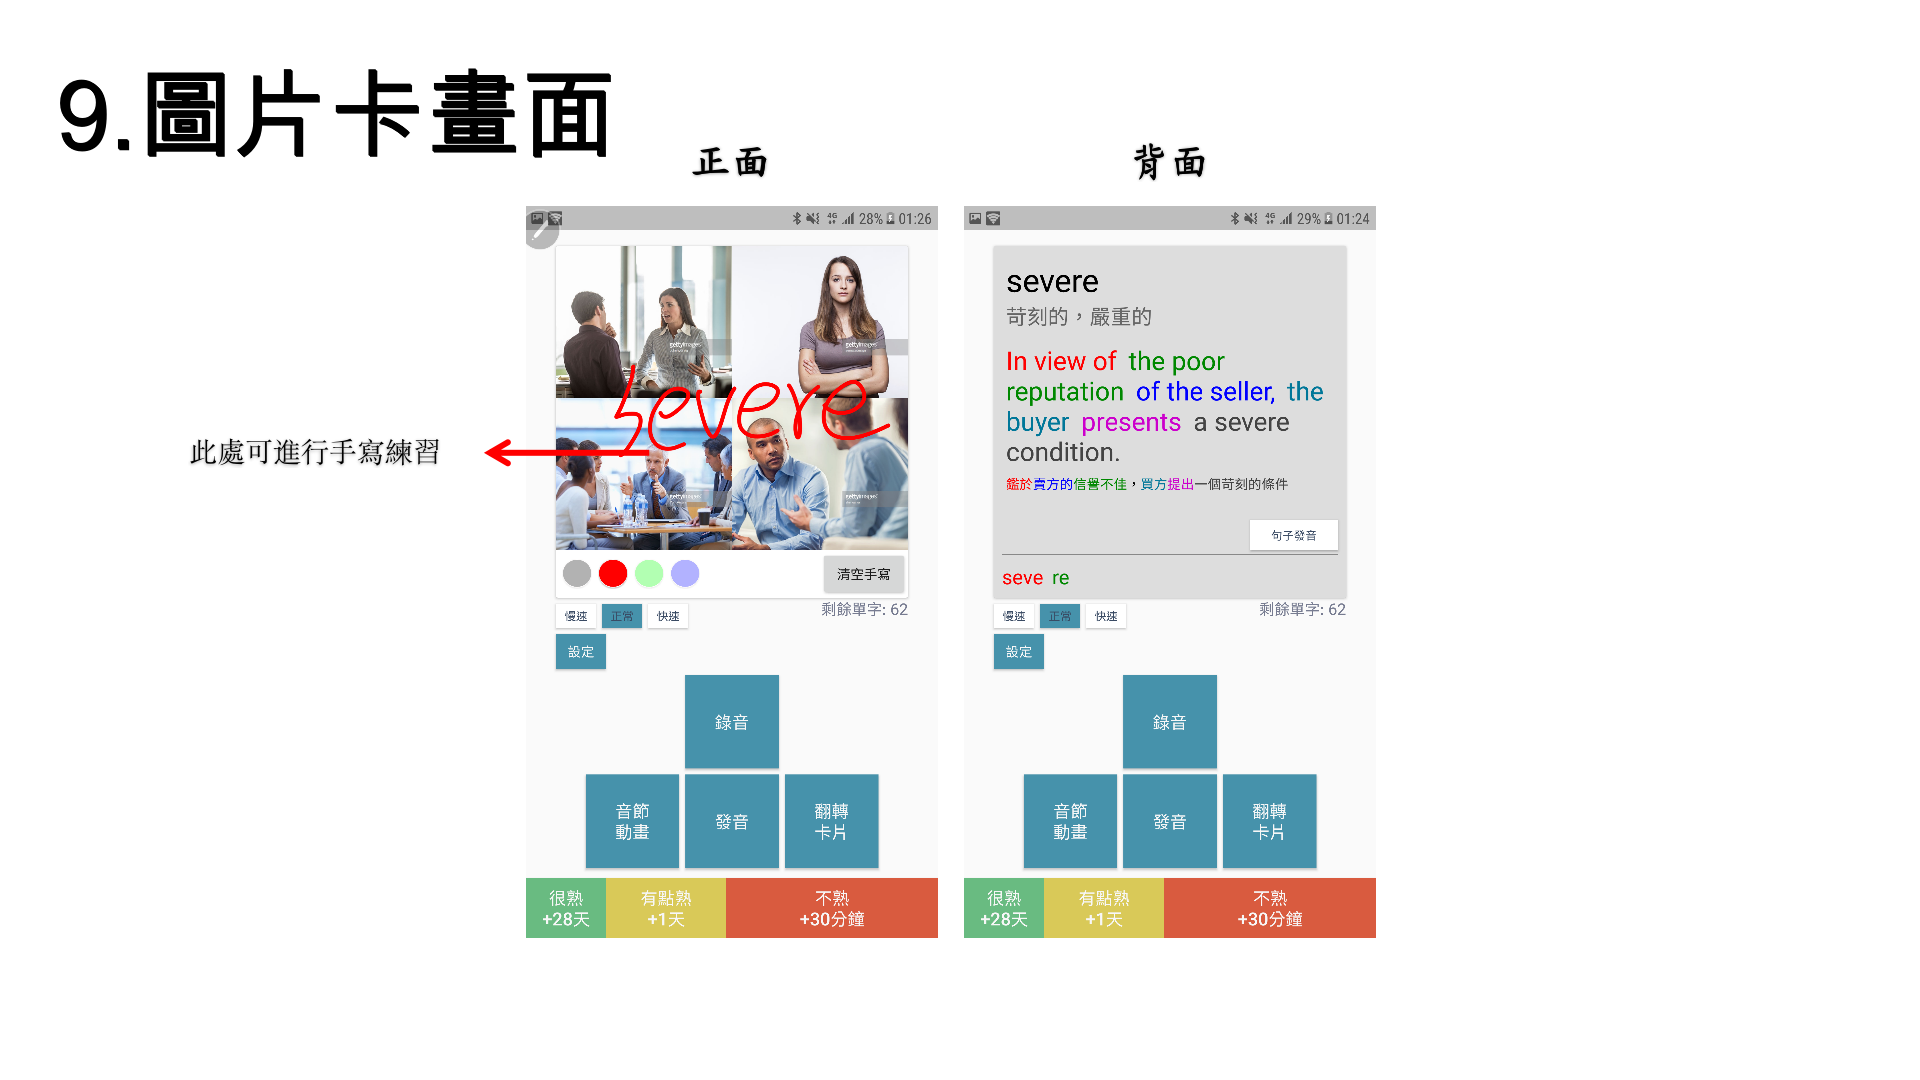 9.圖片卡畫面
正面
背面
28% 01:26
gettyimages
gettyimages
severe
gettyimages
gettyimages
此處可進行手寫練習
清空手寫
慢速 正常 快速
剩餘單字: 62
設定
錄音
音節動畫
發音
翻轉卡片
很熟 +28天
有點熟 +1天
不熟 +30分鐘
29% 01:24
severe
苛刻的，嚴重的
In view of the poor
reputation of the seller, the
buyer presents a severe
condition.
鑑於賣方的信譽不佳，買方提出一個苛刻的條件
句子發音
seve re
慢速 正常 快速
剩餘單字: 62
設定
錄音
音節動畫
發音
翻轉卡片
很熟 +28天
有點熟 +1天
不熟 +30分鐘